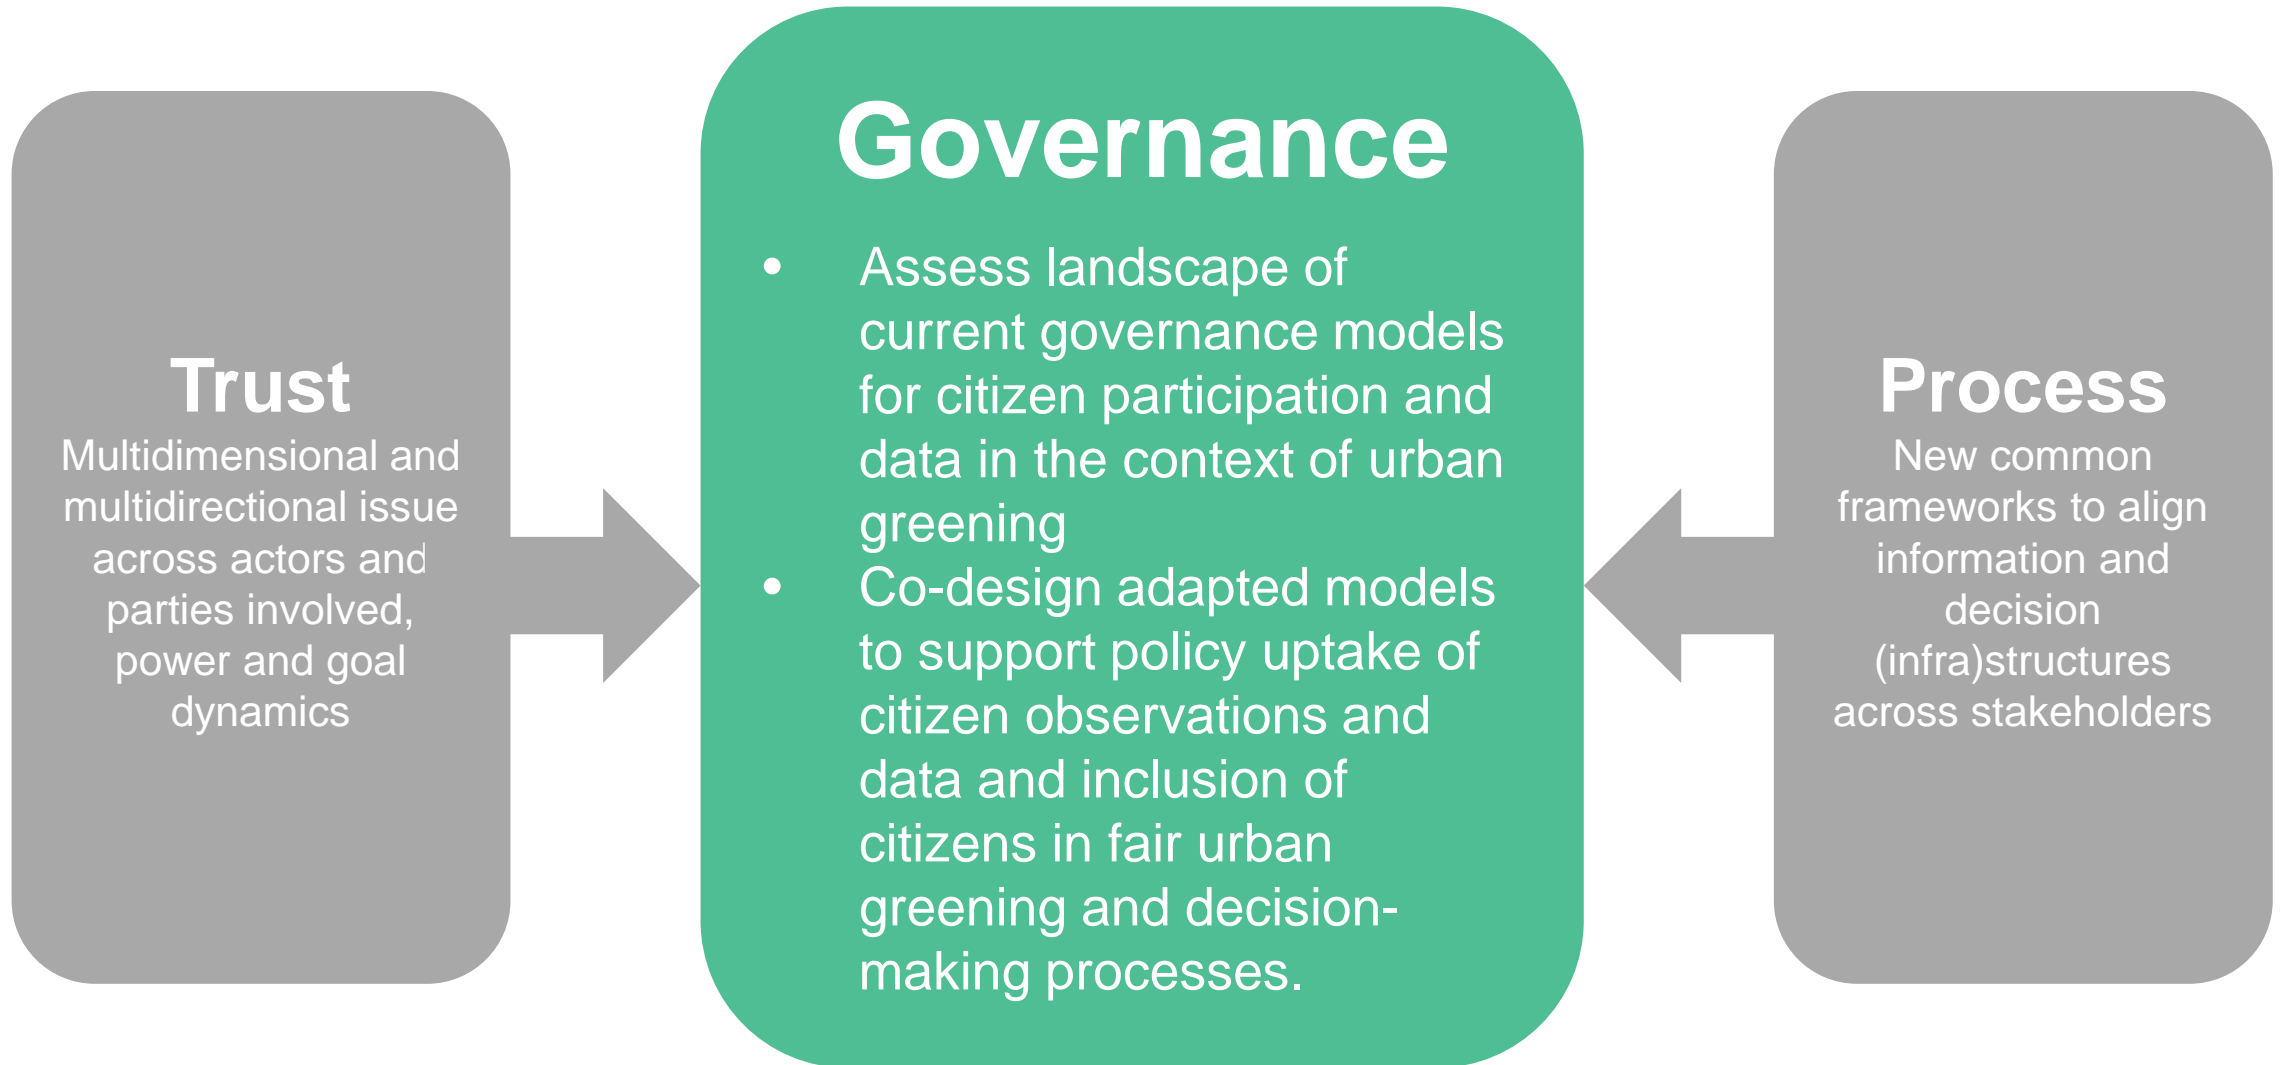 Trust
Multidimensional and
multidirectional issue
across actors and
parties involved,
power and goal
dynamics
Governance
• Assess landscape of
current governance models
for citizen participation and
data in the context of urban
greening
• Co-design adapted models
to support policy uptake of
citizen observations and
data and inclusion of
citizens in fair urban
greening and decision-
making processes.
Process
New common
frameworks to align
information and
decision
(infra)structures
across stakeholders